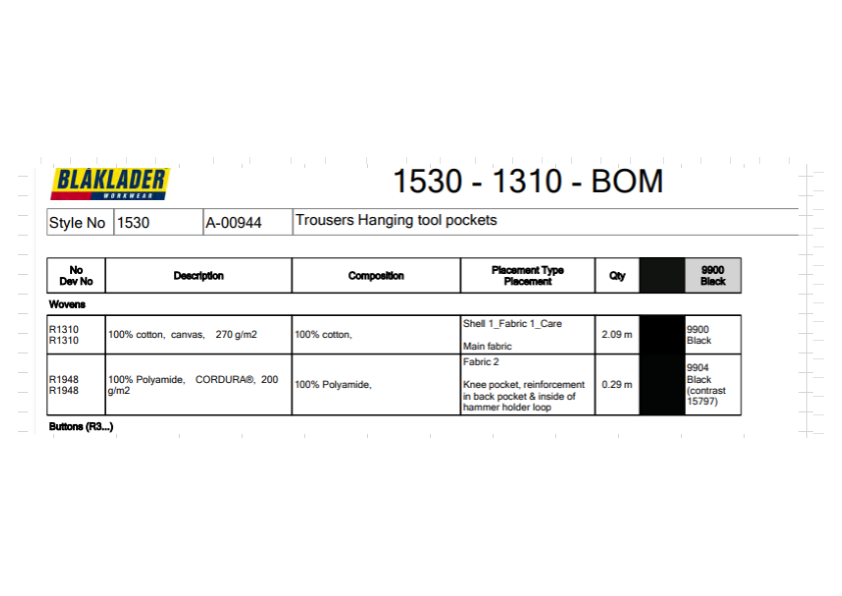 BLÅKLÄDER
WORKWEAR
1530 - 1310 - BOM
Style No 1530 A-00944 Trousers Hanging tool pockets
No
Dev No
Description
Composition
Placement Type
Placement
Qty
9900
Black
Wovens
R1310
R1310
100% cotton, canvas, 270 g/m2
100% cotton,
Shell 1_Fabric 1_Care
Main fabric
2.09 m
9900
Black
R1948
R1948
100% Polyamide, CORDURA®, 200
g/m2
100% Polyamide,
Fabric 2
Knee pocket, reinforcement
in back pocket & inside of
hammer holder loop
0.29 m
9904
Black
(contrast
15797)
Buttons (R3...)